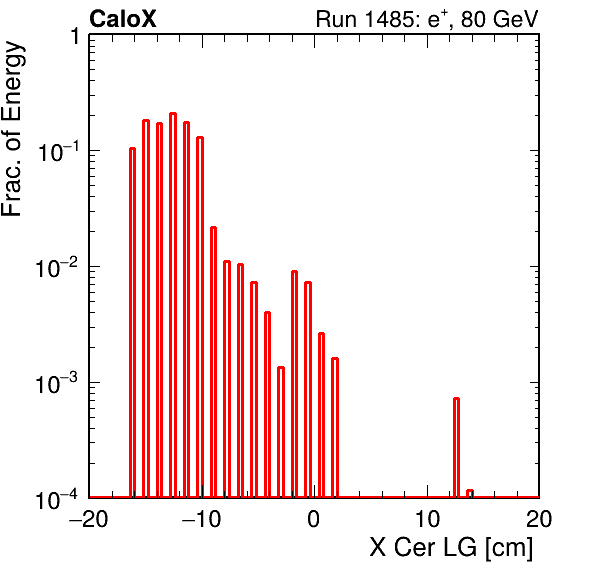 CaloX Run 1485: e⁺, 80 GeV
Frac. of Energy
1
10⁻¹
10⁻²
10⁻³
10⁻⁴
−20 −10 0 10 20
X Cer LG [cm]